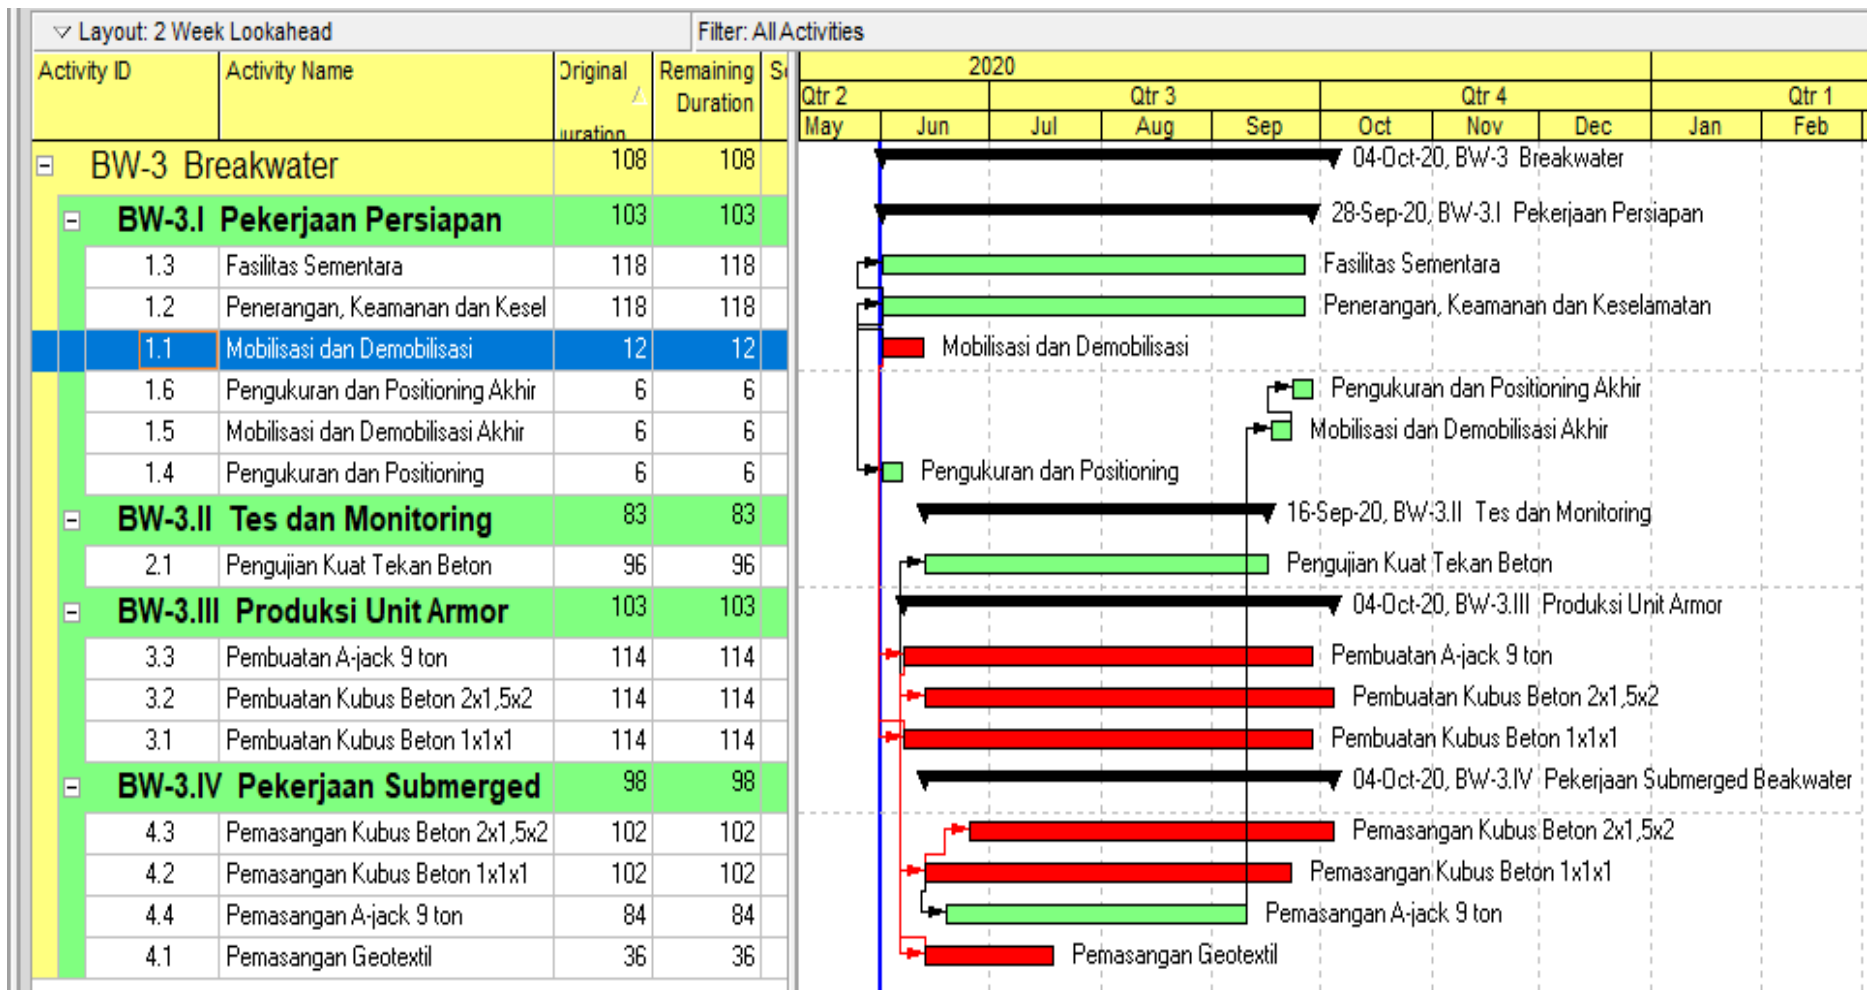 Layout: 2 Week Lookahead Filter: All Activities
Activity ID Activity Name Original Duration Remaining Duration
2020
Qtr 2 Qtr 3 Qtr 4 Qtr 1
May Jun Jul Aug Sep Oct Nov Dec Jan Feb
BW-3 Breakwater 108 108 04-Oct-20, BW-3 Breakwater
BW-3.I Pekerjaan Persiapan 103 103 28-Sep-20, BW-3.I Pekerjaan Persiapan
1.3 Fasilitas Sementara 118 118 Fasilitas Sementara
1.2 Penerangan, Keamanan dan Kesel 118 118 Penerangan, Keamanan dan Keselamatan
1.1 Mobilisasi dan Demobilisasi 12 12 Mobilisasi dan Demobilisasi
1.6 Pengukuran dan Positioning Akhir 6 6 Pengukuran dan Positioning Akhir
1.5 Mobilisasi dan Demobilisasi Akhir 6 6 Mobilisasi dan Demobilisasi Akhir
1.4 Pengukuran dan Positioning 6 6 Pengukuran dan Positioning
BW-3.II Tes dan Monitoring 83 83 16-Sep-20, BW-3.II Tes dan Monitoring
2.1 Pengujian Kuat Tekan Beton 96 96 Pengujian Kuat Tekan Beton
BW-3.III Produksi Unit Armor 103 103 04-Oct-20, BW-3.III Produksi Unit Armor
3.3 Pembuatan A-jack 9 ton 114 114 Pembuatan A-jack 9 ton
3.2 Pembuatan Kubus Beton 2x1,5x2 114 114 Pembuatan Kubus Beton 2x1,5x2
3.1 Pembuatan Kubus Beton 1x1x1 114 114 Pembuatan Kubus Beton 1x1x1
BW-3.IV Pekerjaan Submerged 98 98 04-Oct-20, BW-3.IV Pekerjaan Submerged Beakwater
4.3 Pemasangan Kubus Beton 2x1,5x2 102 102 Pemasangan Kubus Beton 2x1,5x2
4.2 Pemasangan Kubus Beton 1x1x1 102 102 Pemasangan Kubus Beton 1x1x1
4.4 Pemasangan A-jack 9 ton 84 84 Pemasangan A-jack 9 ton
4.1 Pemasangan Geotextil 36 36 Pemasangan Geotextil